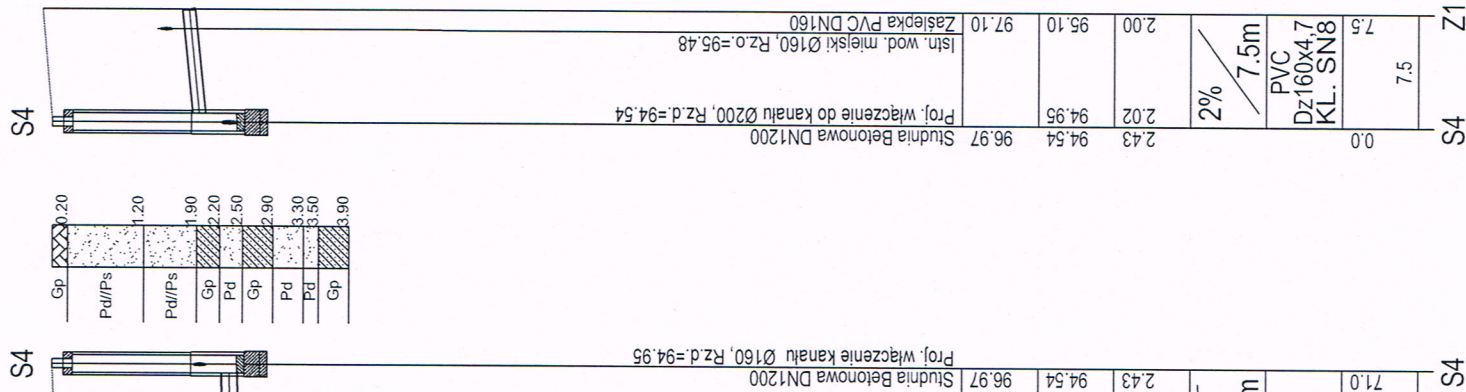 S4
Zaślepka PVC DN160
97.10
95.10
2.00
Istn. wod. miejski Ø160, Rz.o.=95.48
2%
7.5m
PVC
Dz160x4,7
KL. SN8
7.5
7.5
Z1
Proj. włączenie do kanału Ø200, Rz.d.=94.54
94.95
2.02
Studnia Betonowa DN1200
96.97
94.54
2.43
0.0
S4
0.20
1.20
1.90
2.20
2.50
2.90
3.30
3.50
3.90
Gp
Pd//Ps
Pd//Ps
Gp
Pd
Gp
Pd
Pd
Gp
S4
Proj. włączenie kanału Ø160, Rz.d.=94.95
Studnia Betonowa DN1200
96.97
94.54
2.43
m
71.0
S4